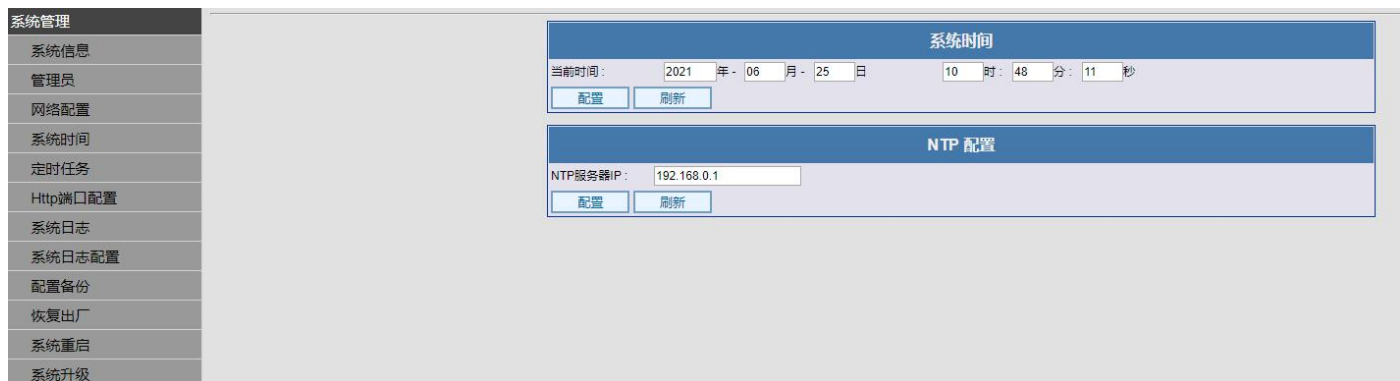 系统管理
系统信息
管理员
网络配置
系统时间
定时任务
Http端口配置
系统日志
系统日志配置
配置备份
恢复出厂
系统重启
系统升级
系统时间
当前时间： 2021 年- 06 月- 25 日 10 时： 48 分： 11 秒
配置 刷新
NTP 配置
NTP服务器IP： 192.168.0.1
配置 刷新